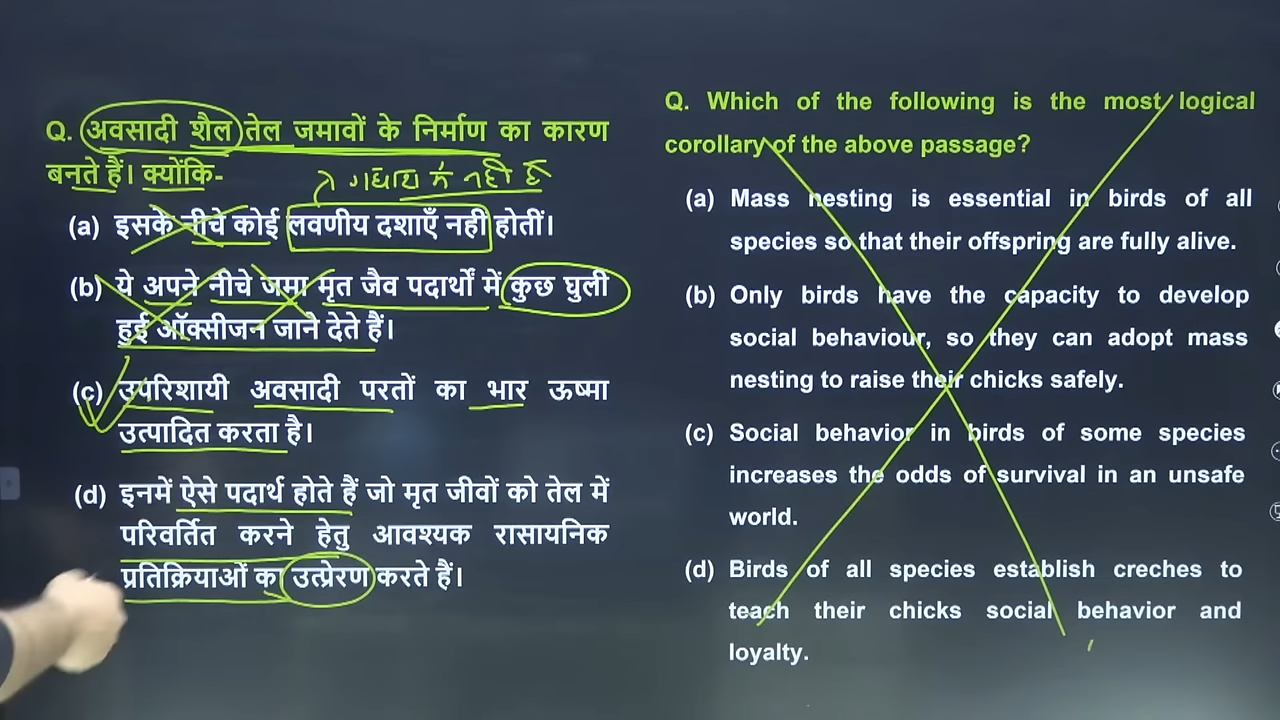 Q. अवसादी शैल तेल जमावों के निर्माण का कारण
बनते हैं। क्योंकि-
गद्यांश में नहीं है
(a) इसके नीचे कोई लवणीय दशाएँ नही होतीं।
(b) ये अपने नीचे जमा मृत जैव पदार्थों में कुछ घुली
हुई ऑक्सीजन जाने देते हैं।
(c) उपरिशायी अवसादी परतों का भार ऊष्मा
उत्पादित करता है।
(d) इनमें ऐसे पदार्थ होते हैं जो मृत जीवों को तेल में
परिवर्तित करने हेतु आवश्यक रासायनिक
प्रतिक्रियाओं का उत्प्रेरण करते हैं।
Q. Which of the following is the most logical
corollary of the above passage?
(a) Mass nesting is essential in birds of all
species so that their offspring are fully alive.
(b) Only birds have the capacity to develop
social behaviour, so they can adopt mass
nesting to raise their chicks safely.
(c) Social behavior in birds of some species
increases the odds of survival in an unsafe
world.
(d) Birds of all species establish creches to
teach their chicks social behavior and
loyalty.